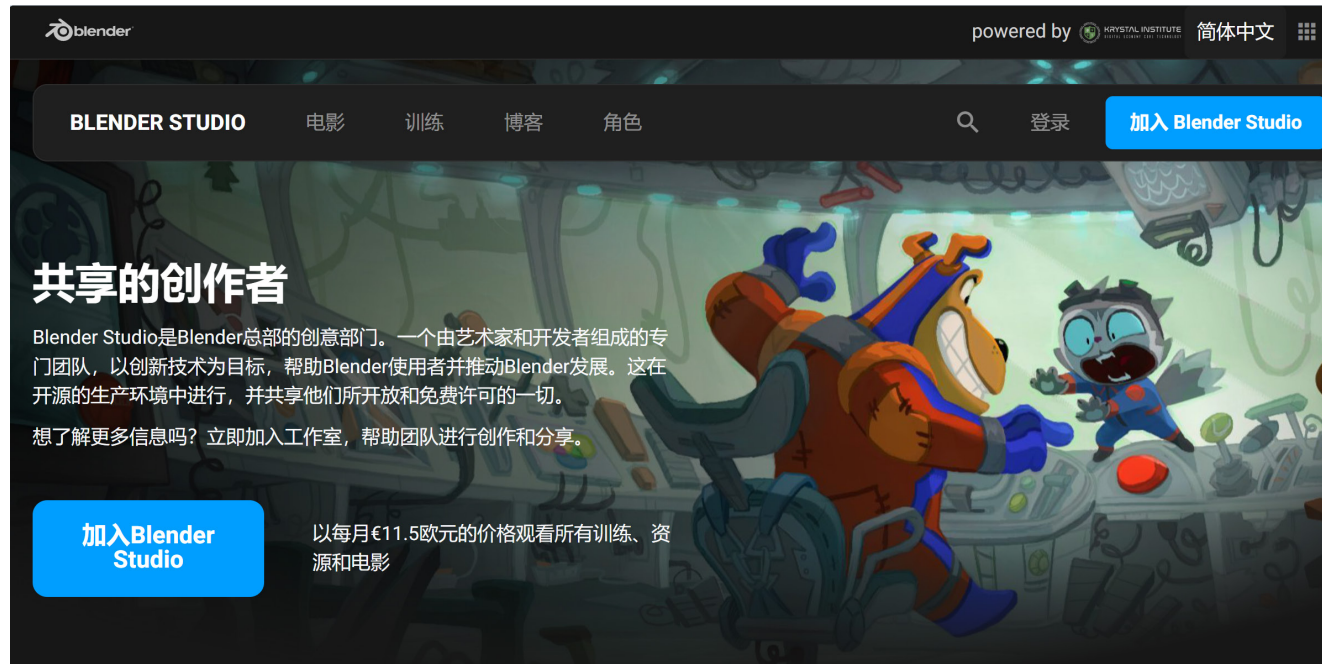 blender
powered by KRYSTAL INSTITUTE 简体中文
BLENDER STUDIO 电影 训练 博客 角色 登录 加入 Blender Studio
共享的创作者
Blender Studio是Blender总部的创意部门。一个由艺术家和开发者组成的专
门团队，以创新技术为目标，帮助Blender使用者并推动Blender发展。这在
开源的生产环境中进行，并共享他们所开放和免费许可的一切。
想了解更多信息吗？立即加入工作室，帮助团队进行创作和分享。
加入Blender
Studio
以每月€11.5欧元的价格观看所有训练、资
源和电影